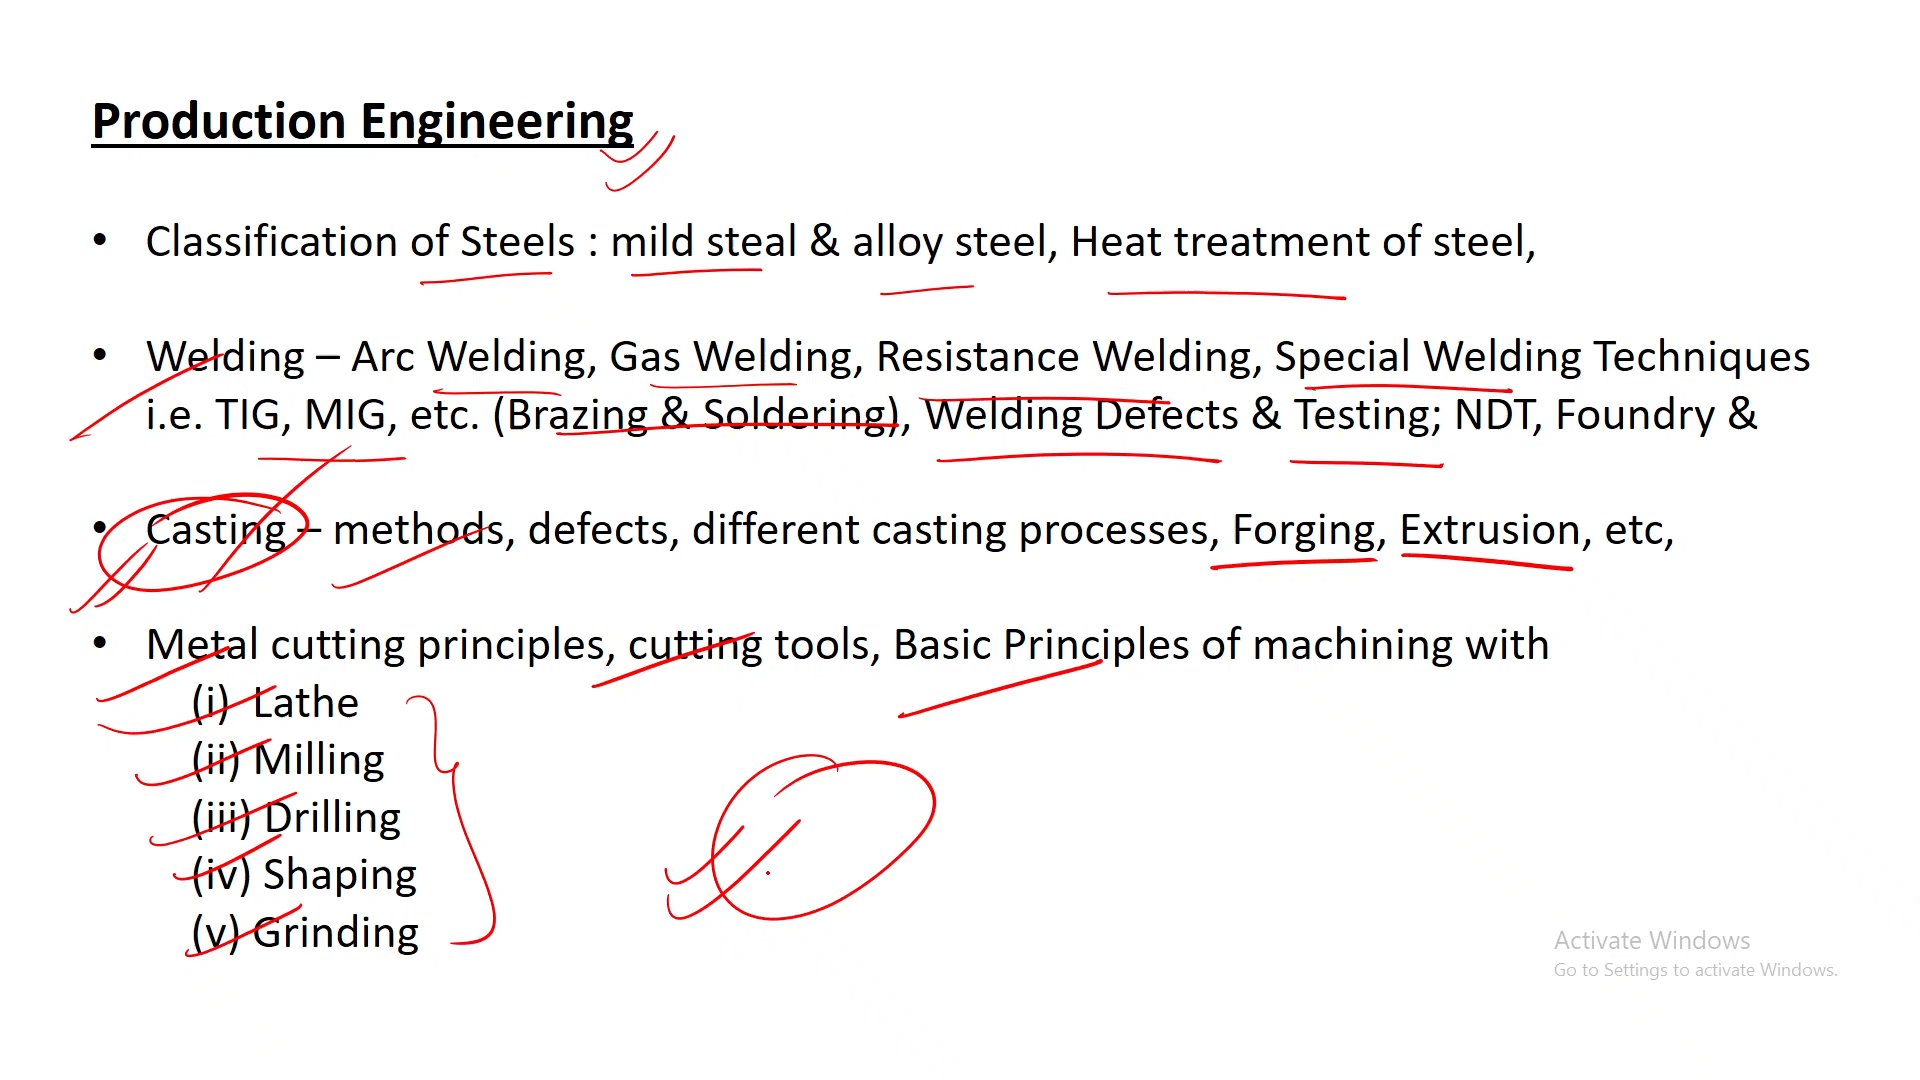 Production Engineering
• Classification of Steels : mild steal & alloy steel, Heat treatment of steel,
• Welding – Arc Welding, Gas Welding, Resistance Welding, Special Welding Techniques
i.e. TIG, MIG, etc. (Brazing & Soldering), Welding Defects & Testing; NDT, Foundry &
• Casting – methods, defects, different casting processes, Forging, Extrusion, etc,
• Metal cutting principles, cutting tools, Basic Principles of machining with
(i) Lathe
(ii) Milling
(iii) Drilling
(iv) Shaping
(v) Grinding
Activate Windows
Go to Settings to activate Windows.